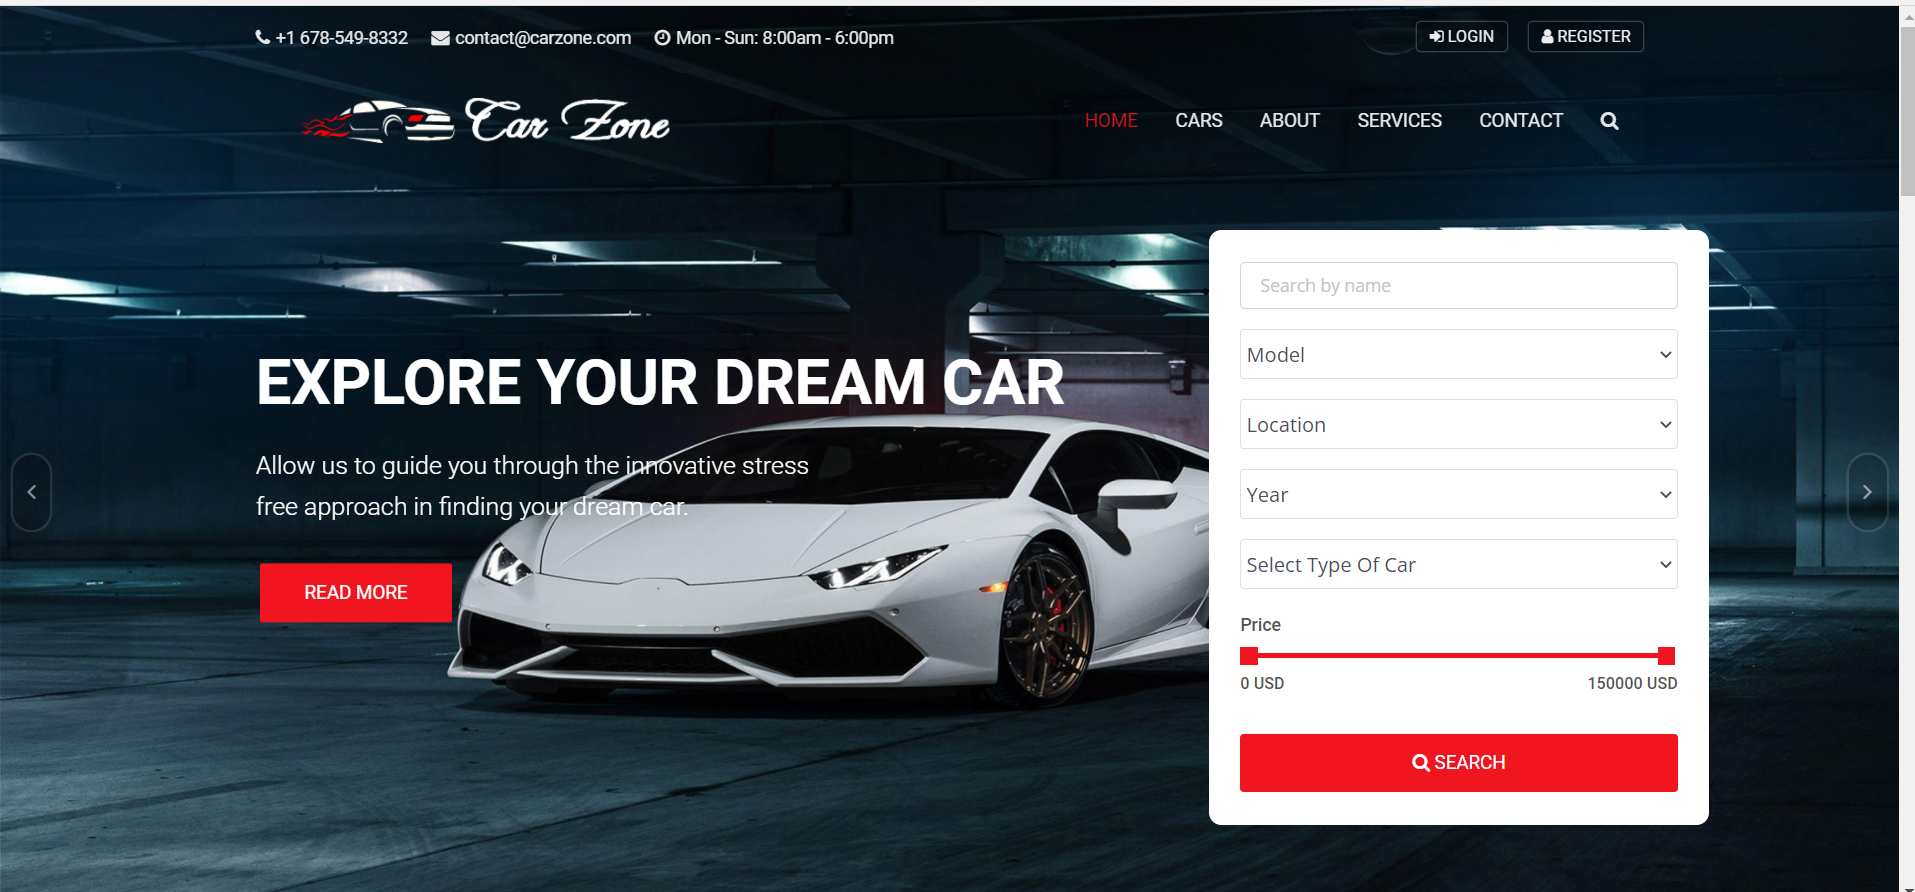 +1 678-549-8332 contact@carzone.com Mon - Sun: 8:00am - 6:00pm LOGIN REGISTER
Car Zone HOME CARS ABOUT SERVICES CONTACT
EXPLORE YOUR DREAM CAR
Allow us to guide you through the innovative stress
free approach in finding your dream car.
READ MORE
Search by name
Model
Location
Year
Select Type Of Car
Price
0 USD 150000 USD
SEARCH